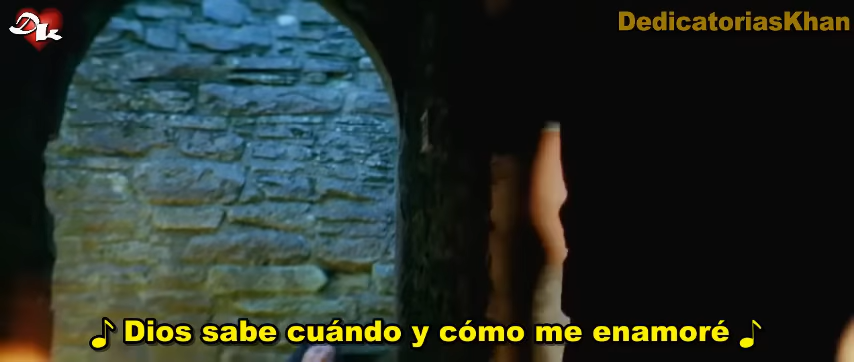 DK
DedicatoriasKhan
♪ Dios sabe cuándo y cómo me enamoré ♪